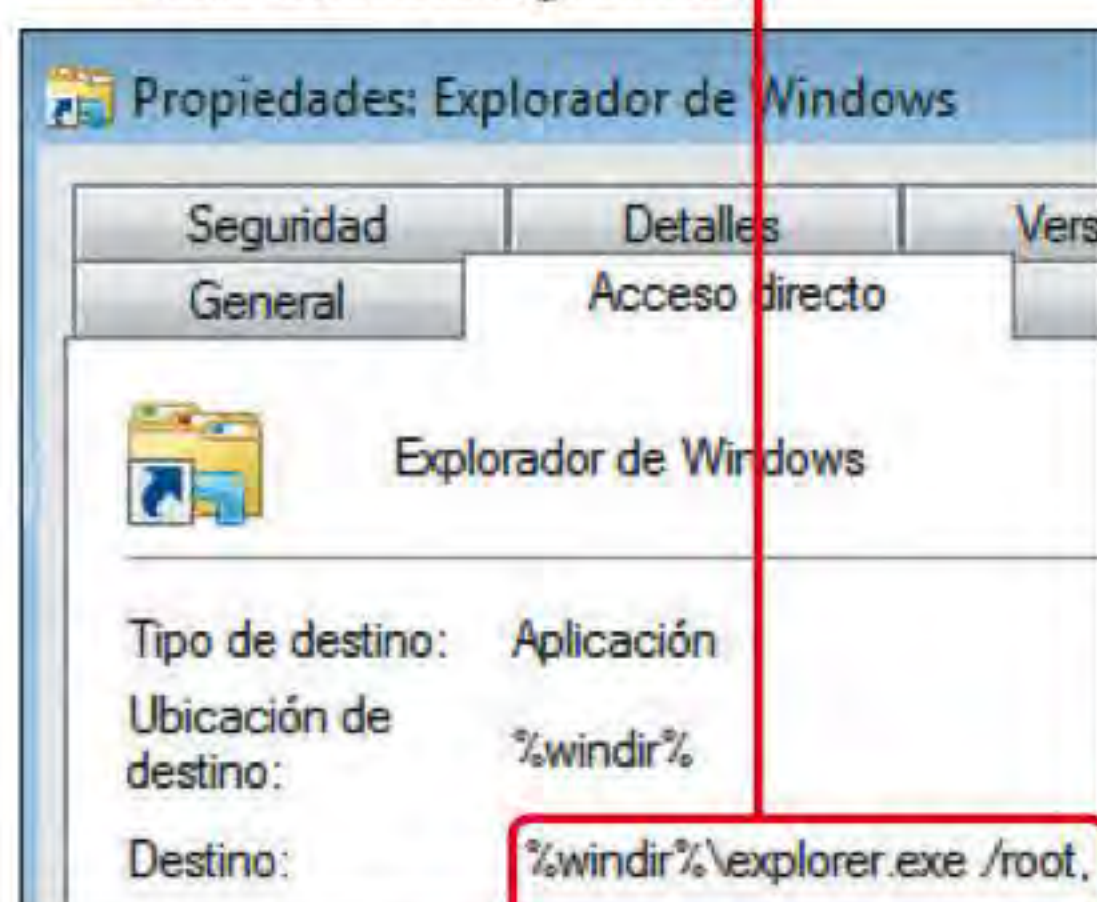 Propiedades: Explorador de Windows
Seguridad Detalles Vers
General Acceso directo
Explorador de Windows
Tipo de destino: Aplicación
Ubicación de
destino: %windir%
Destino: %windir%\explorer.exe /root,